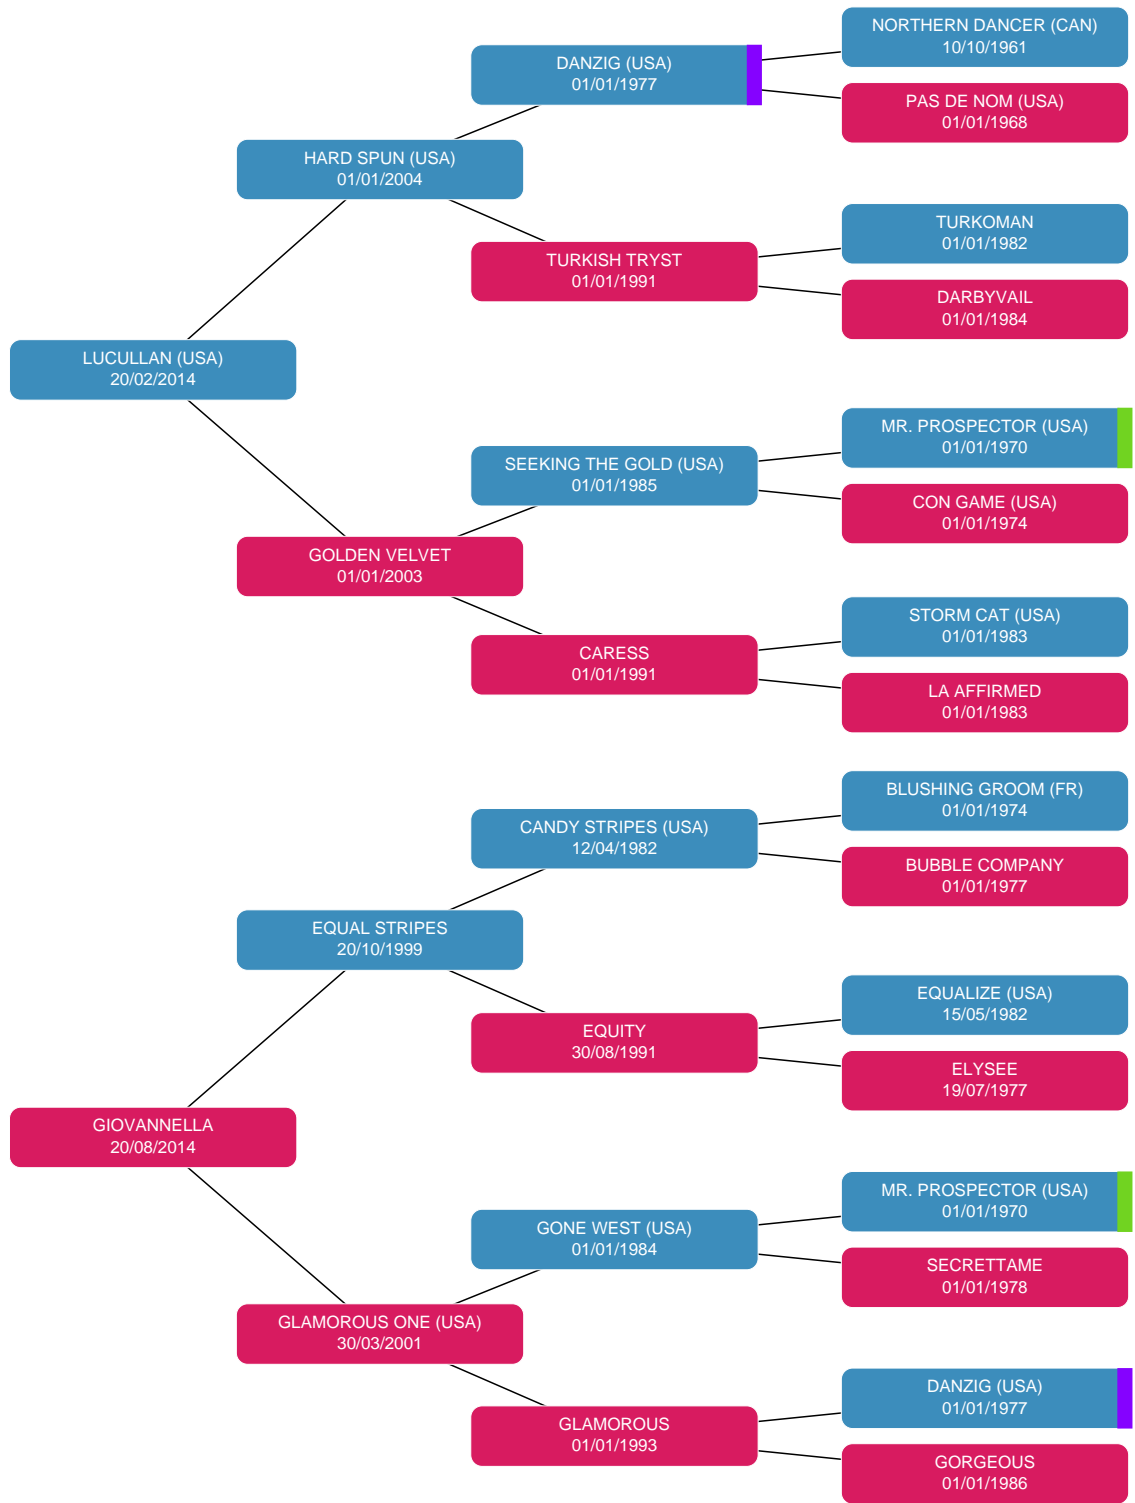 NORTHERN DANCER (CAN)
10/10/1961
DANZIG (USA)
01/01/1977
PAS DE NOM (USA)
01/01/1968
HARD SPUN (USA)
01/01/2004
TURKOMAN
01/01/1982
TURKISH TRYST
01/01/1991
DARBYVAIL
01/01/1984
LUCULLAN (USA)
20/02/2014
MR. PROSPECTOR (USA)
01/01/1970
SEEKING THE GOLD (USA)
01/01/1985
CON GAME (USA)
01/01/1974
GOLDEN VELVET
01/01/2003
STORM CAT (USA)
01/01/1983
CARESS
01/01/1991
LA AFFIRMED
01/01/1983
BLUSHING GROOM (FR)
01/01/1974
CANDY STRIPES (USA)
12/04/1982
BUBBLE COMPANY
01/01/1977
EQUAL STRIPES
20/10/1999
EQUALIZE (USA)
15/05/1982
EQUITY
30/08/1991
ELYSEE
19/07/1977
GIOVANNELLA
20/08/2014
MR. PROSPECTOR (USA)
01/01/1970
GONE WEST (USA)
01/01/1984
SECRETTAME
01/01/1978
GLAMOROUS ONE (USA)
30/03/2001
DANZIG (USA)
01/01/1977
GLAMOROUS
01/01/1993
GORGEOUS
01/01/1986